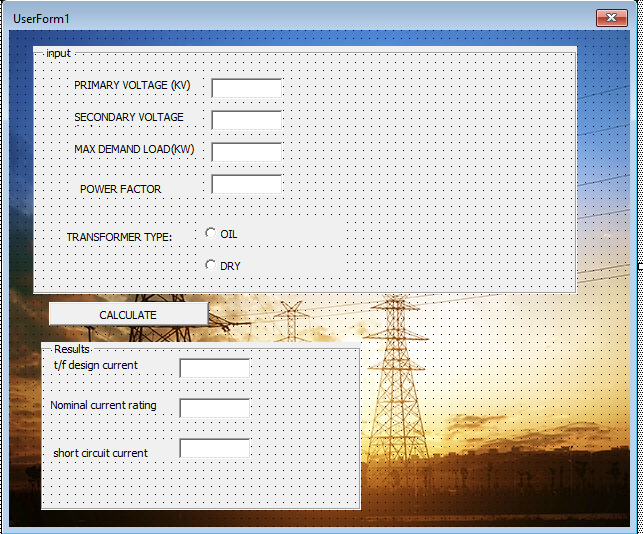 UserForm1
input
PRIMARY VOLTAGE (KV)
SECONDARY VOLTAGE
MAX DEMAND LOAD(KW)
POWER FACTOR
TRANSFORMER TYPE:
OIL
DRY
CALCULATE
Results
t/f design current
Nominal current rating
short circuit current